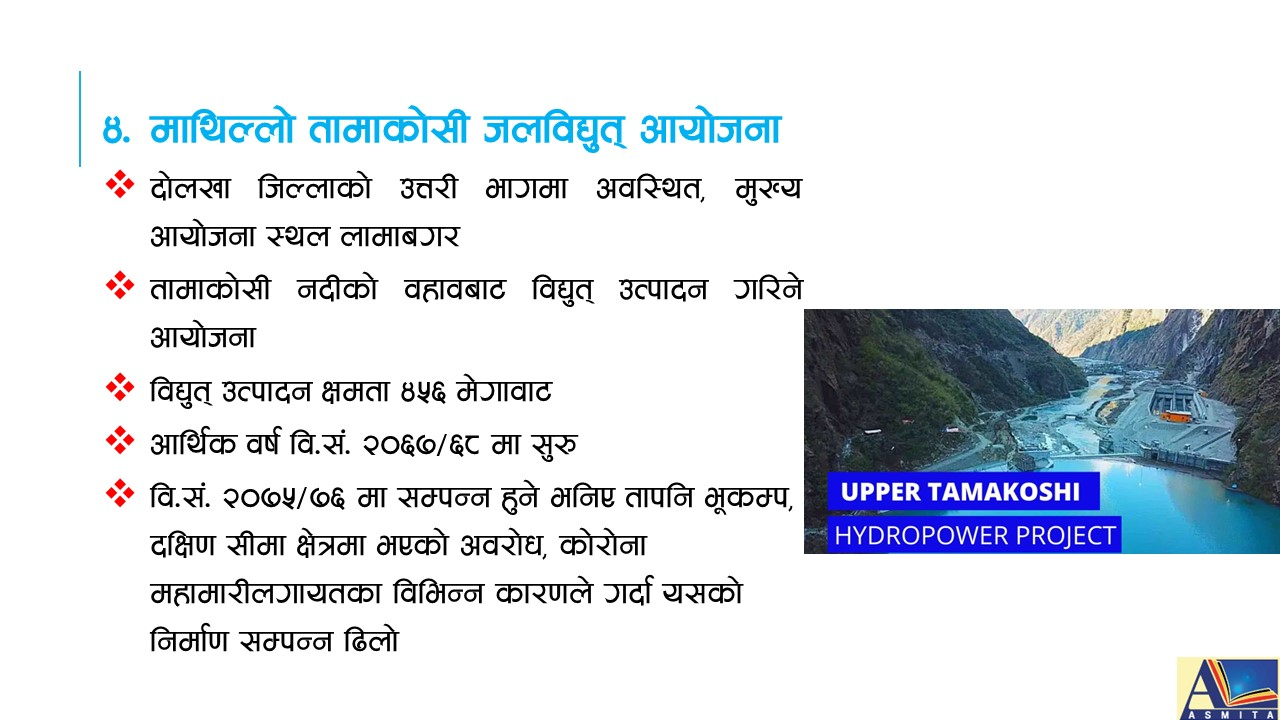 ४. माथिल्लो तामाकोसी जलविद्युत् आयोजना
❖ दोलखा जिल्लाको उत्तरी भागमा अवस्थित, मुख्य
आयोजना स्थल लामाबगर
❖ तामाकोसी नदीको वहावबाट विद्युत् उत्पादन गरिने
आयोजना
❖ विद्युत् उत्पादन क्षमता ४५६ मेगावाट
❖ आर्थिक वर्ष वि.सं. २०६७/६८ मा सुरु
❖ वि.सं. २०७५/७६ मा सम्पन्न हुने भनिए तापनि भूकम्प,
दक्षिण सीमा क्षेत्रमा भएको अवरोध, कोरोना
महामारीलगायतका विभिन्न कारणले गर्दा यसको
निर्माण सम्पन्न ढिलो
UPPER TAMAKOSHI
HYDROPOWER PROJECT
ASMITA